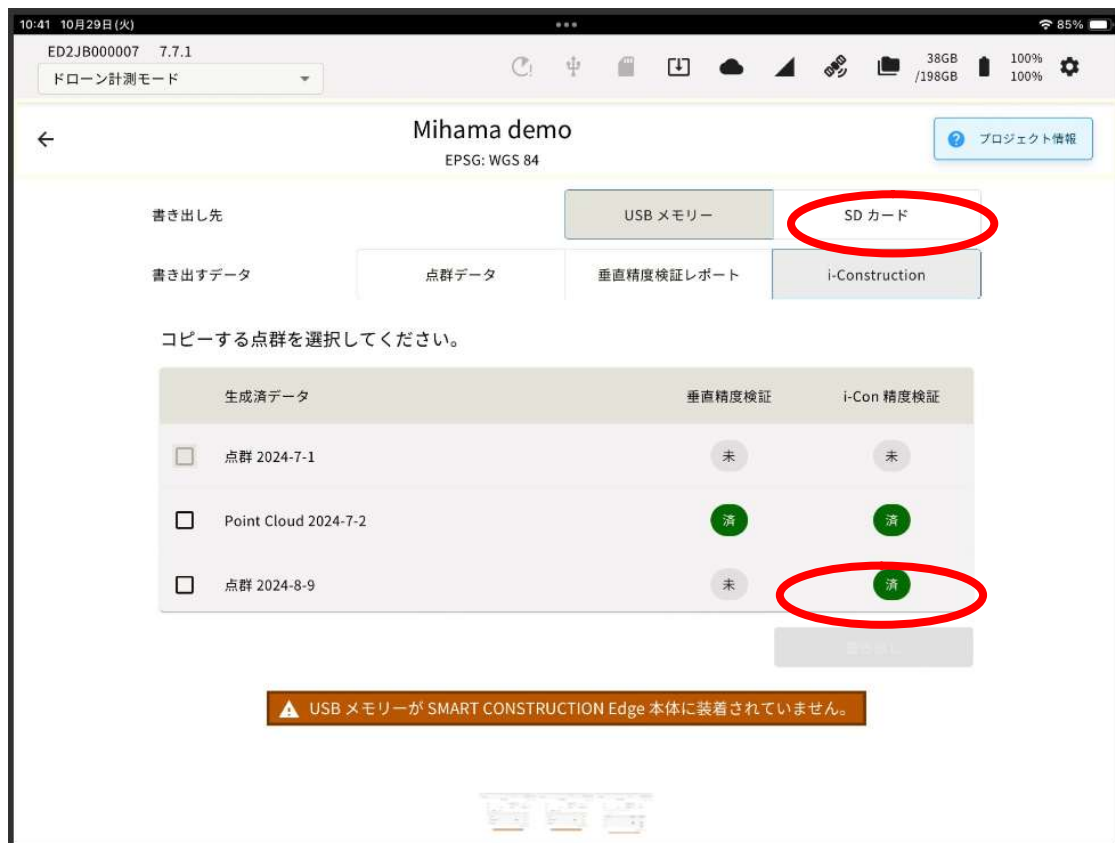 10:41 10月29日(火)
85%
ED2JB000007 7.7.1
ドローン計測モード
38GB
/198GB
100%
100%
Mihama demo
EPSG: WGS 84
プロジェクト情報
書き出し先
USB メモリー
SD カード
書き出すデータ
点群データ
垂直精度検証レポート
i-Construction
コピーする点群を選択してください。
生成済データ
垂直精度検証
i-Con 精度検証
点群 2024-7-1
未
未
Point Cloud 2024-7-2
済
済
点群 2024-8-9
未
済
USB メモリーが SMART CONSTRUCTION Edge 本体に装着されていません。